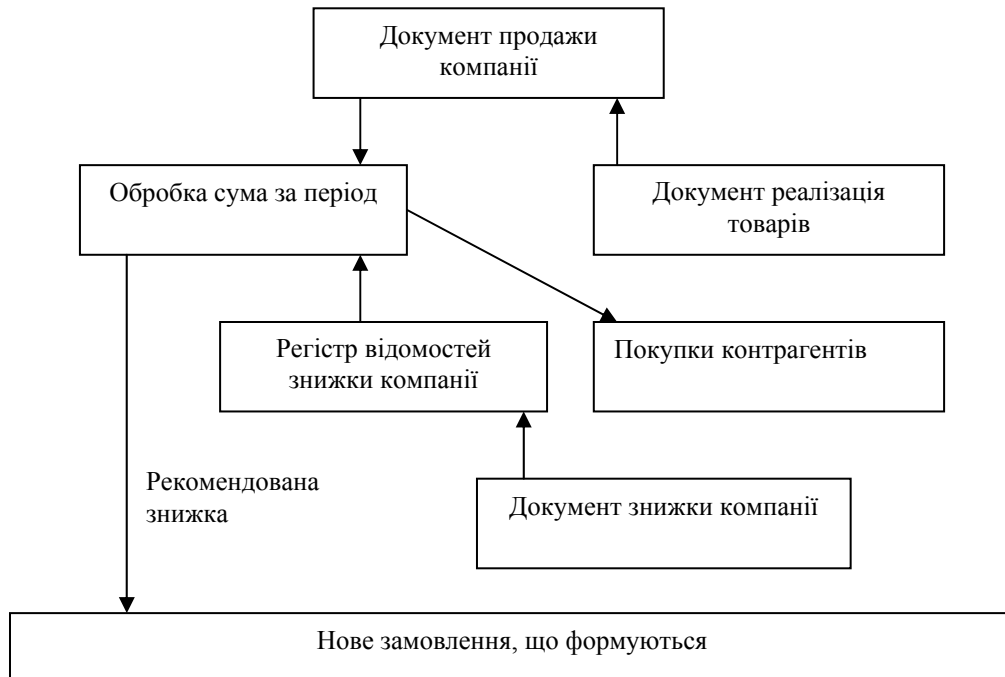 Документ продажи
компанії
Обробка сума за період
Документ реалізація
товарів
Регістр відомостей
знижки компанії
Покупки контрагентів
Рекомендована
знижка
Документ знижки компанії
Нове замовлення, що формуються